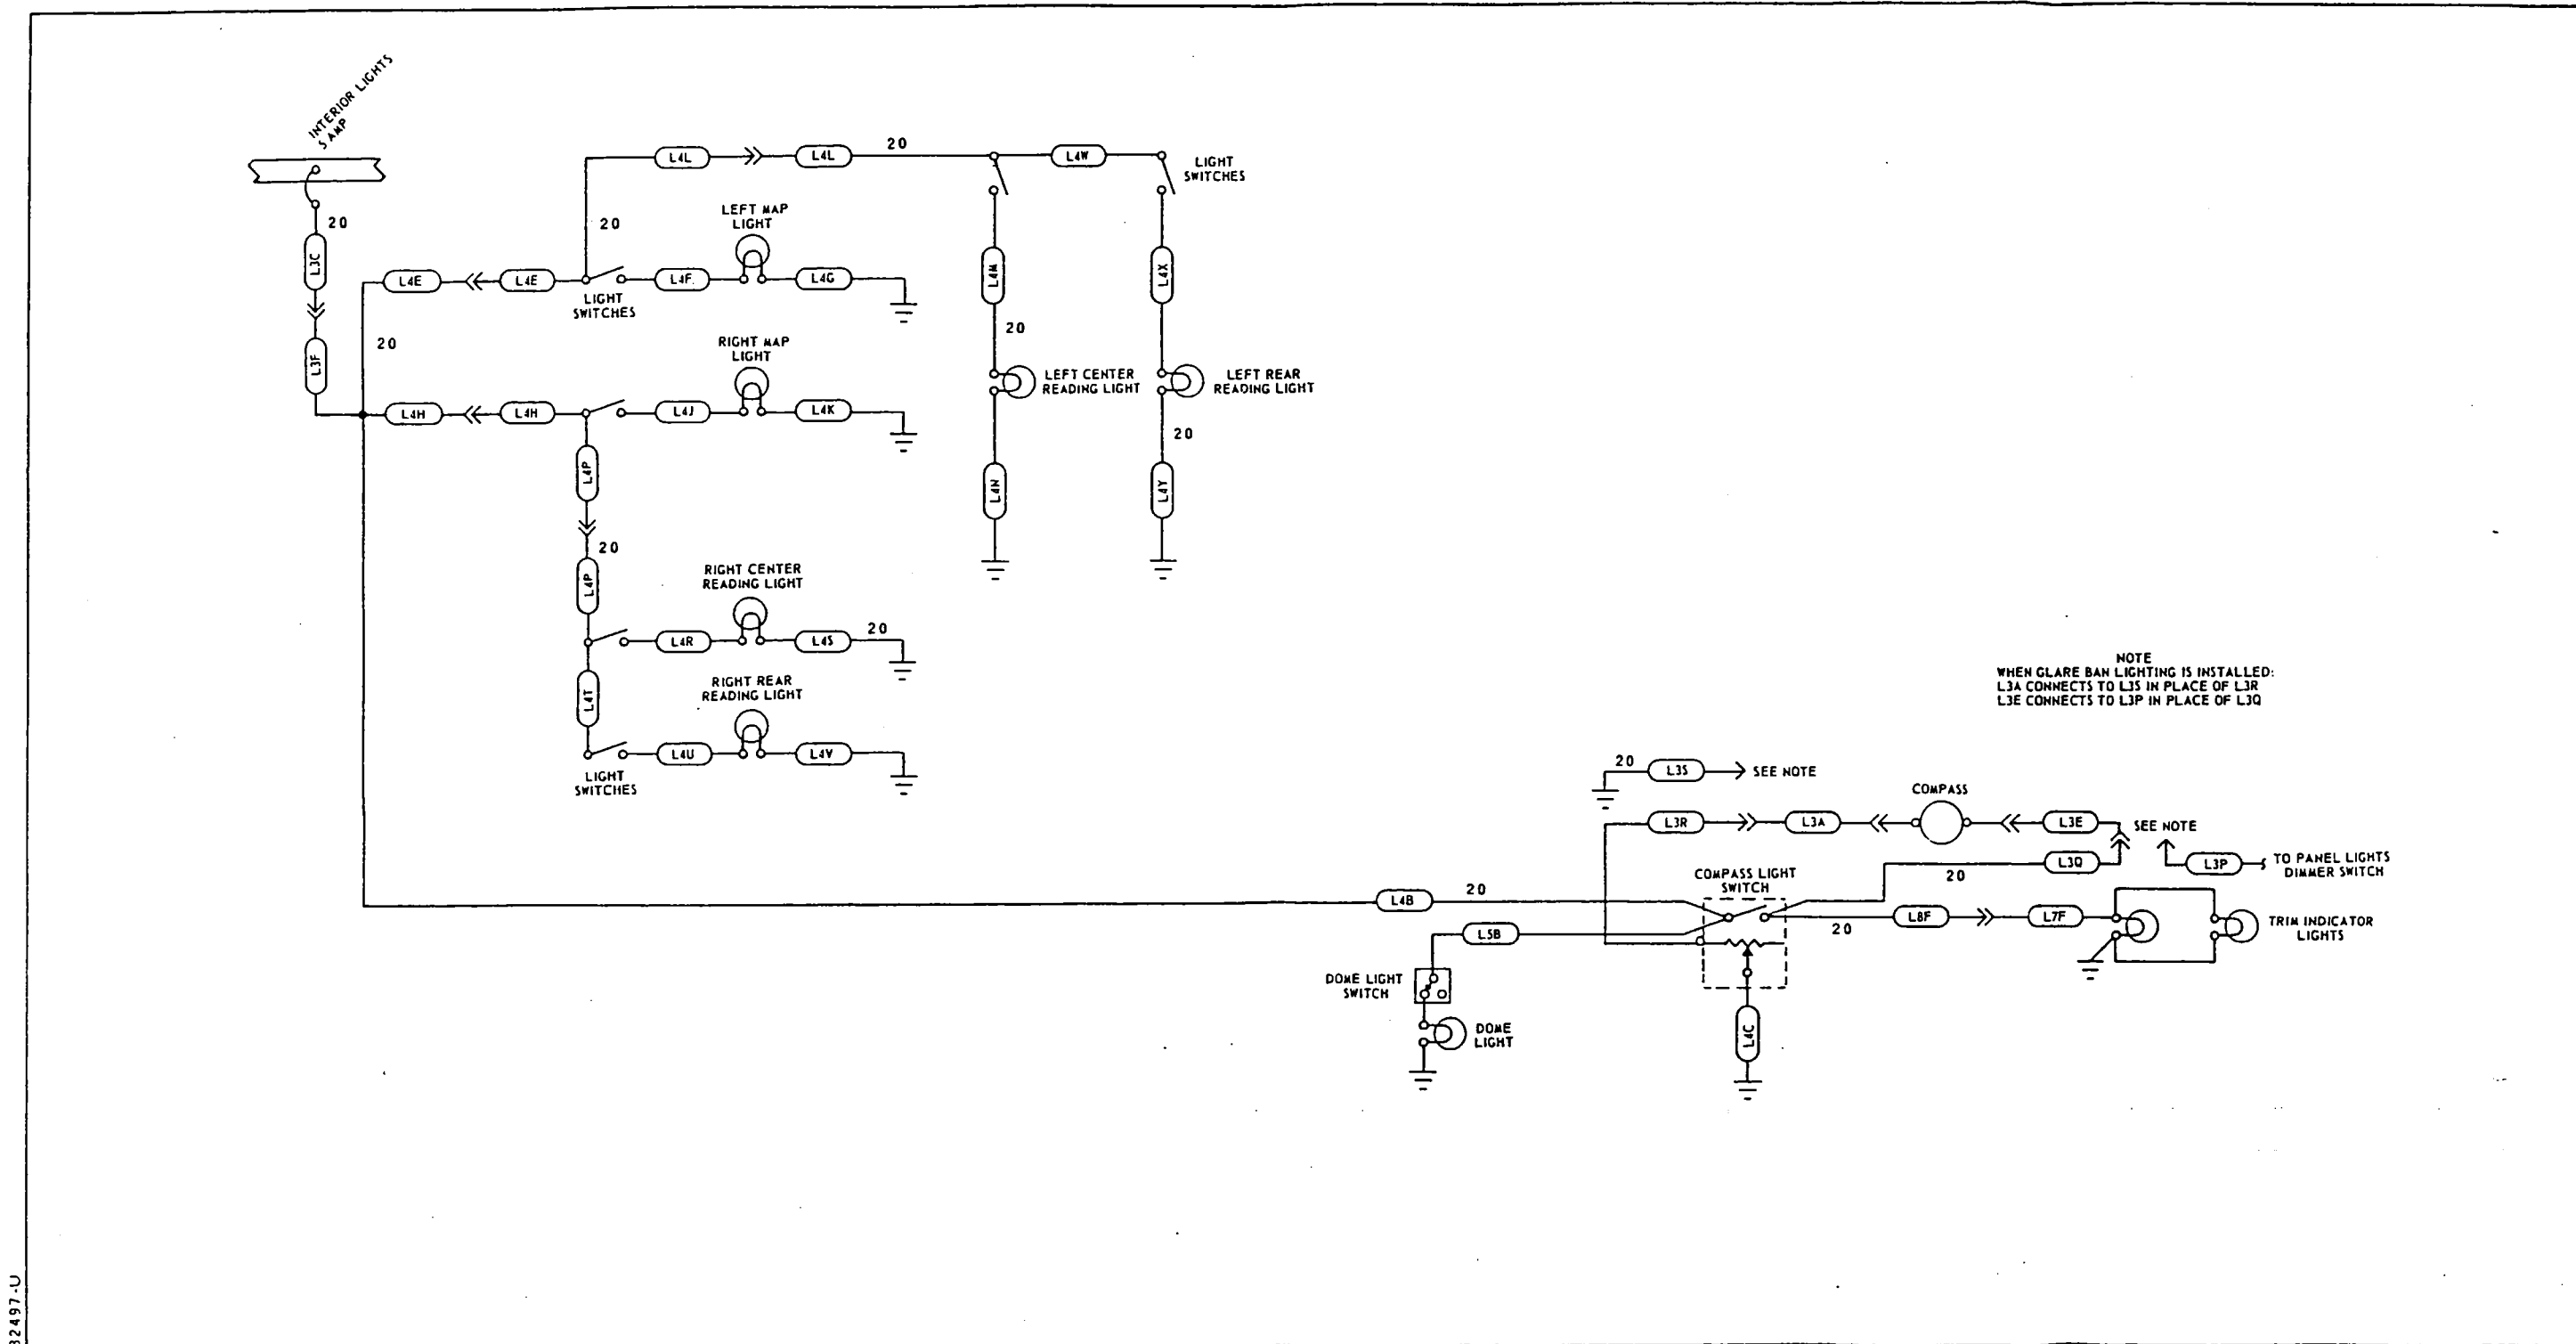 INTERIOR LIGHTS
5 AMP
20
L3C
L3F
20
L4E
L4E
20
LIGHT
SWITCHES
L4L
L4L
20
LEFT MAP
LIGHT
L4F
L4G
L4W
LIGHT
SWITCHES
L4M
20
LEFT CENTER
READING LIGHT
L4N
L4X
LEFT REAR
READING LIGHT
20
L4Y
RIGHT MAP
LIGHT
L4H
L4H
L4J
L4K
L4P
20
L4P
RIGHT CENTER
READING LIGHT
L4R
L4S
20
L4T
RIGHT REAR
READING LIGHT
L4U
L4V
LIGHT
SWITCHES
NOTE
WHEN GLARE BAN LIGHTING IS INSTALLED:
L3A CONNECTS TO L3S IN PLACE OF L3R
L3E CONNECTS TO L3P IN PLACE OF L3Q
20
L3S
SEE NOTE
COMPASS
L3R
L3A
L3E
SEE NOTE
L3Q
20
L3P
TO PANEL LIGHTS
DIMMER SWITCH
COMPASS LIGHT
SWITCH
L4B
20
L5B
L8F
20
L7F
TRIM INDICATOR
LIGHTS
DOME LIGHT
SWITCH
DOME
LIGHT
L4C
32497-U